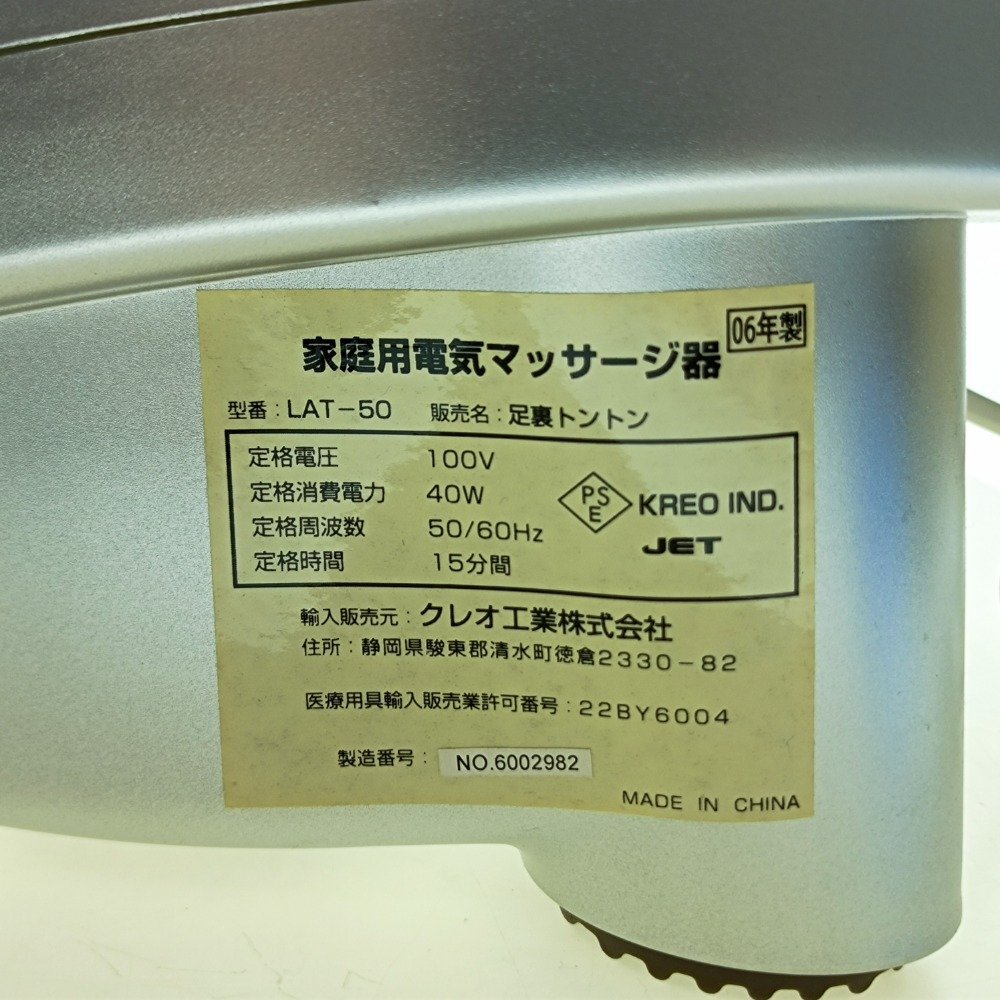 06年製
家庭用電気マッサージ器
型番：LAT-50 販売名：足裏トントン
定格電圧 100V
定格消費電力 40W
定格周波数 50/60Hz
定格時間 15分間
PSE KREO IND.
JET
輸入販売元：クレオ工業株式会社
住所：静岡県駿東郡清水町徳倉2330-82
医療用具輸入販売業許可番号：22BY6004
製造番号： NO.6002982
MADE IN CHINA